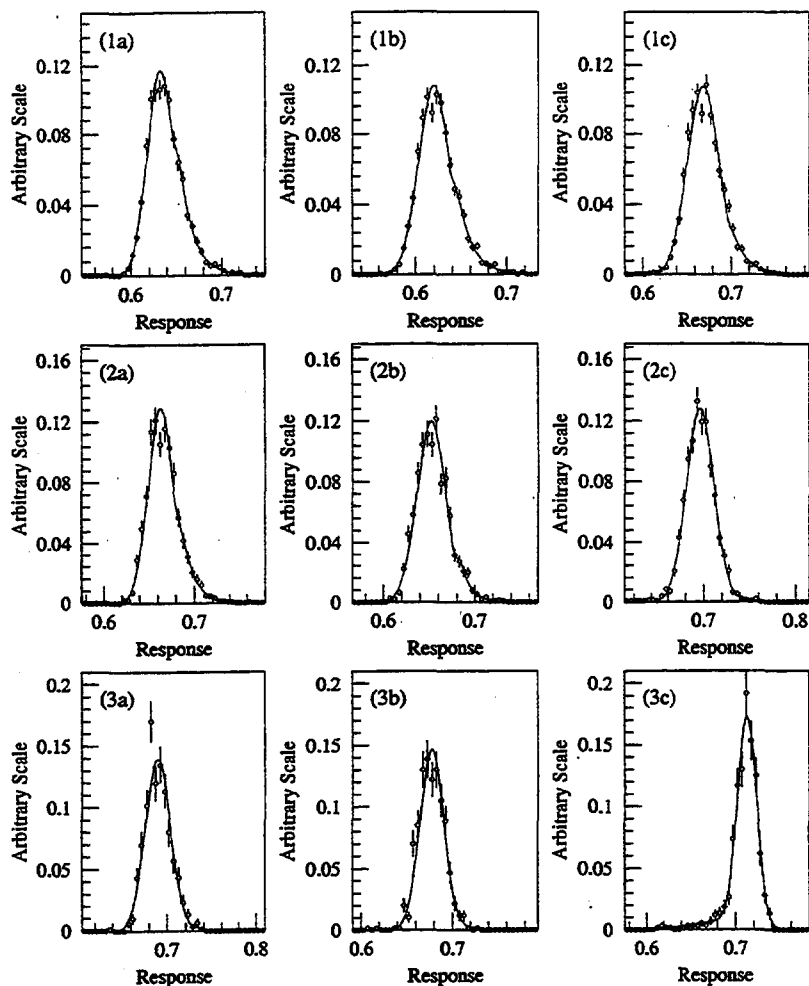 (1a) (1b) (1c)
Arbitrary Scale Arbitrary Scale Arbitrary Scale
0.12 0.12 0.12
0.08 0.08 0.08
0.04 0.04 0.04
0 0 0
0.6 0.7 0.6 0.7 0.6 0.7
Response Response Response
(2a) (2b) (2c)
Arbitrary Scale Arbitrary Scale Arbitrary Scale
0.16 0.16 0.16
0.12 0.12 0.12
0.08 0.08 0.08
0.04 0.04 0.04
0 0 0
0.6 0.7 0.6 0.7 0.7 0.8
Response Response Response
(3a) (3b) (3c)
Arbitrary Scale Arbitrary Scale Arbitrary Scale
0.2 0.2 0.2
0.15 0.15 0.15
0.1 0.1 0.1
0.05 0.05 0.05
0 0 0
0.7 0.8 0.6 0.7 0.6 0.7
Response Response Response